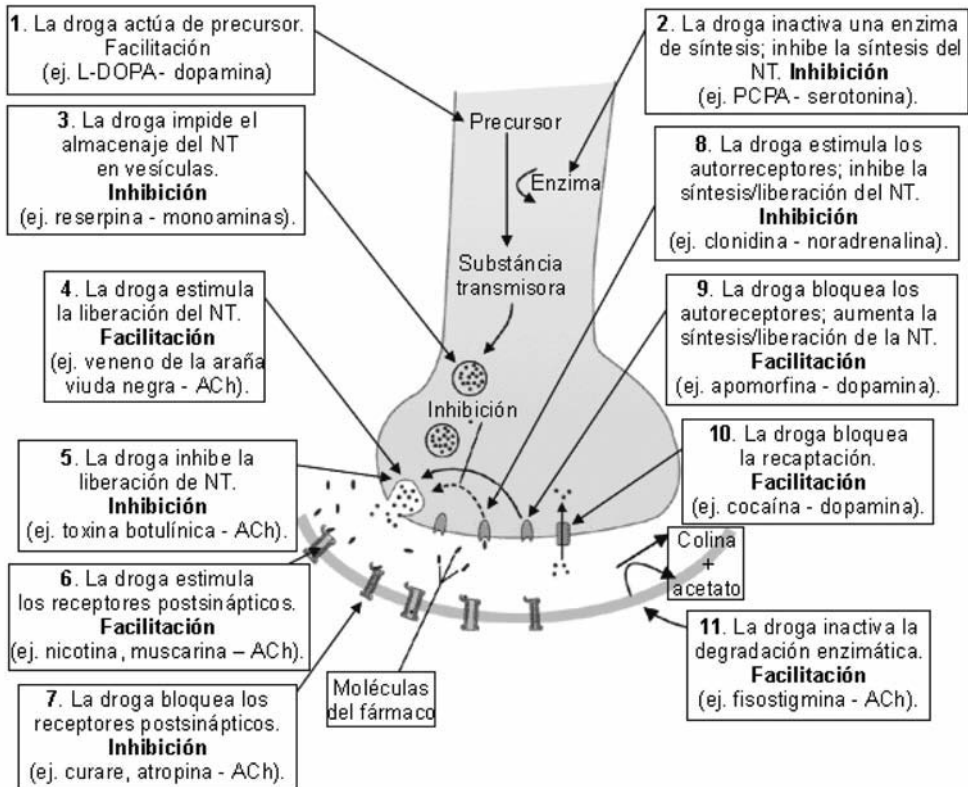 1. La droga actúa de precursor.
Facilitación
(ej. L-DOPA- dopamina)
2. La droga inactiva una enzima
de síntesis; inhibe la síntesis del
NT. Inhibición
(ej. PCPA - serotonina).
3. La droga impide el
almacenaje del NT
en vesículas.
Inhibición
(ej. reserpina - monoaminas).
8. La droga estimula los
autorreceptores; inhibe la
síntesis/liberación del NT.
Inhibición
(ej. clonidina - noradrenalina).
4. La droga estimula
la liberación del NT.
Facilitación
(ej. veneno de la araña
viuda negra - ACh).
9. La droga bloquea los
autoreceptores; aumenta la
síntesis/liberación de la NT.
Facilitación
(ej. apomorfina - dopamina).
5. La droga inhibe la
liberación de NT.
Inhibición
(ej. toxina botulínica - ACh).
10. La droga bloquea
la recaptación.
Facilitación
(ej. cocaína - dopamina).
6. La droga estimula
los receptores postsinápticos.
Facilitación
(ej. nicotina, muscarina – ACh).
11. La droga inactiva la
degradación enzimática.
Facilitación
(ej. fisostigmina - ACh).
7. La droga bloquea los
receptores postsinápticos.
Inhibición
(ej. curare, atropina - ACh).
Precursor
Enzima
Substáncia
transmisora
Inhibición
Colina
+
acetato
Moléculas
del fármaco